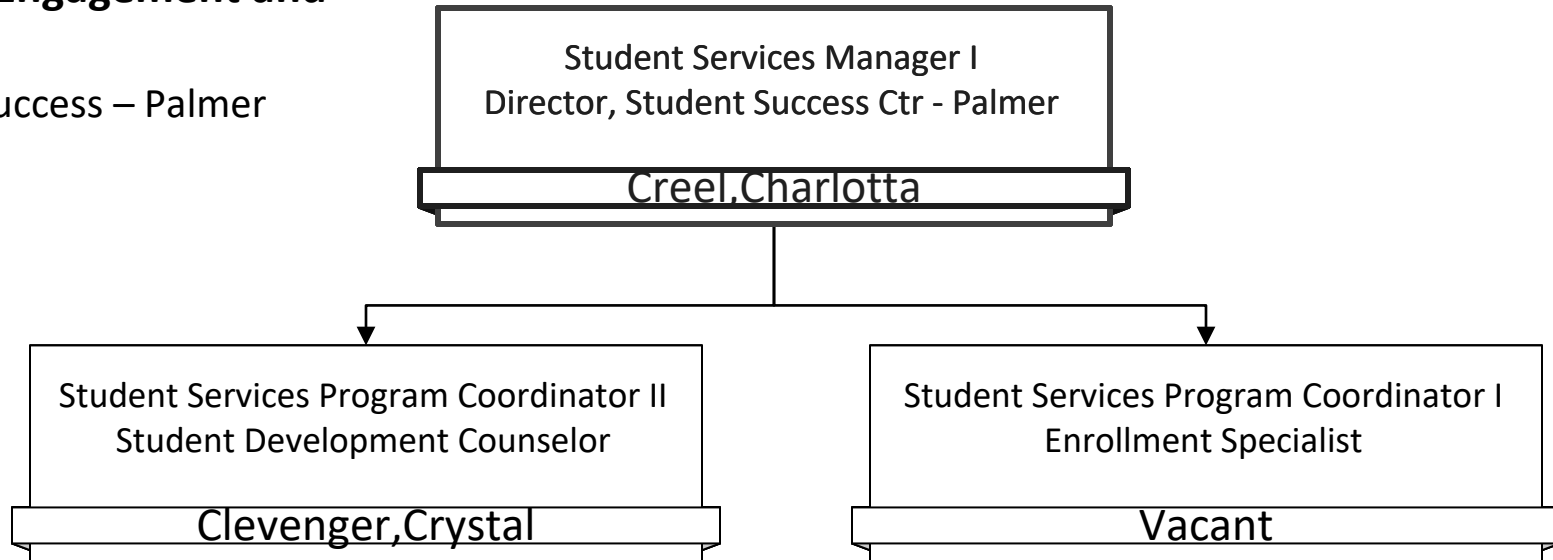 Engagement and
Success – Palmer
Student Services Manager I
Director, Student Success Ctr - Palmer
Creel,Charlotta
Student Services Program Coordinator II
Student Development Counselor
Clevenger,Crystal
Student Services Program Coordinator I
Enrollment Specialist
Vacant